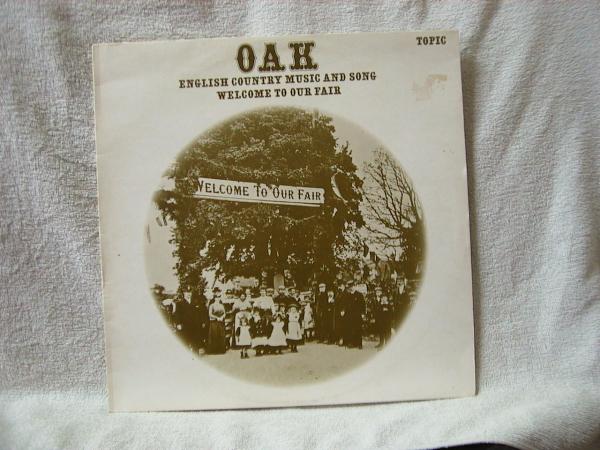 OAK
TOPIC
ENGLISH COUNTRY MUSIC AND SONG
WELCOME TO OUR FAIR
WELCOME TO OUR FAIR